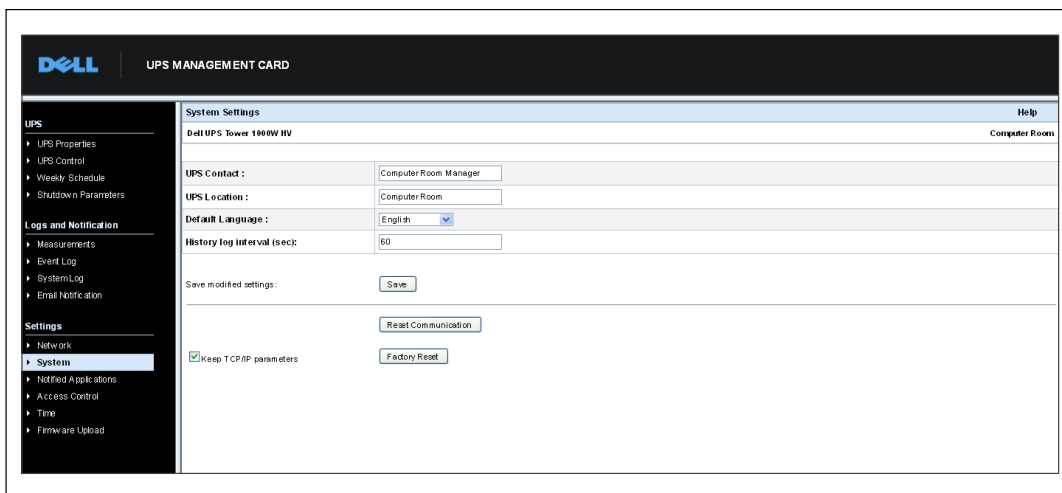 DELL
UPS MANAGEMENT CARD
UPS
UPS Properties
UPS Control
Weekly Schedule
Shutdown Parameters
Logs and Notification
Measurements
Event Log
System Log
Email Notification
Settings
Network
System
Notified Applications
Access Control
Time
Firmware Upload
System Settings Help
Dell UPS Tower 1000W HV Computer Room
UPS Contact : Computer Room Manager
UPS Location : Computer Room
Default Language : English
History log interval (sec): 60
Save modified settings: Save
Reset Communication
Keep TCP/IP parameters Factory Reset